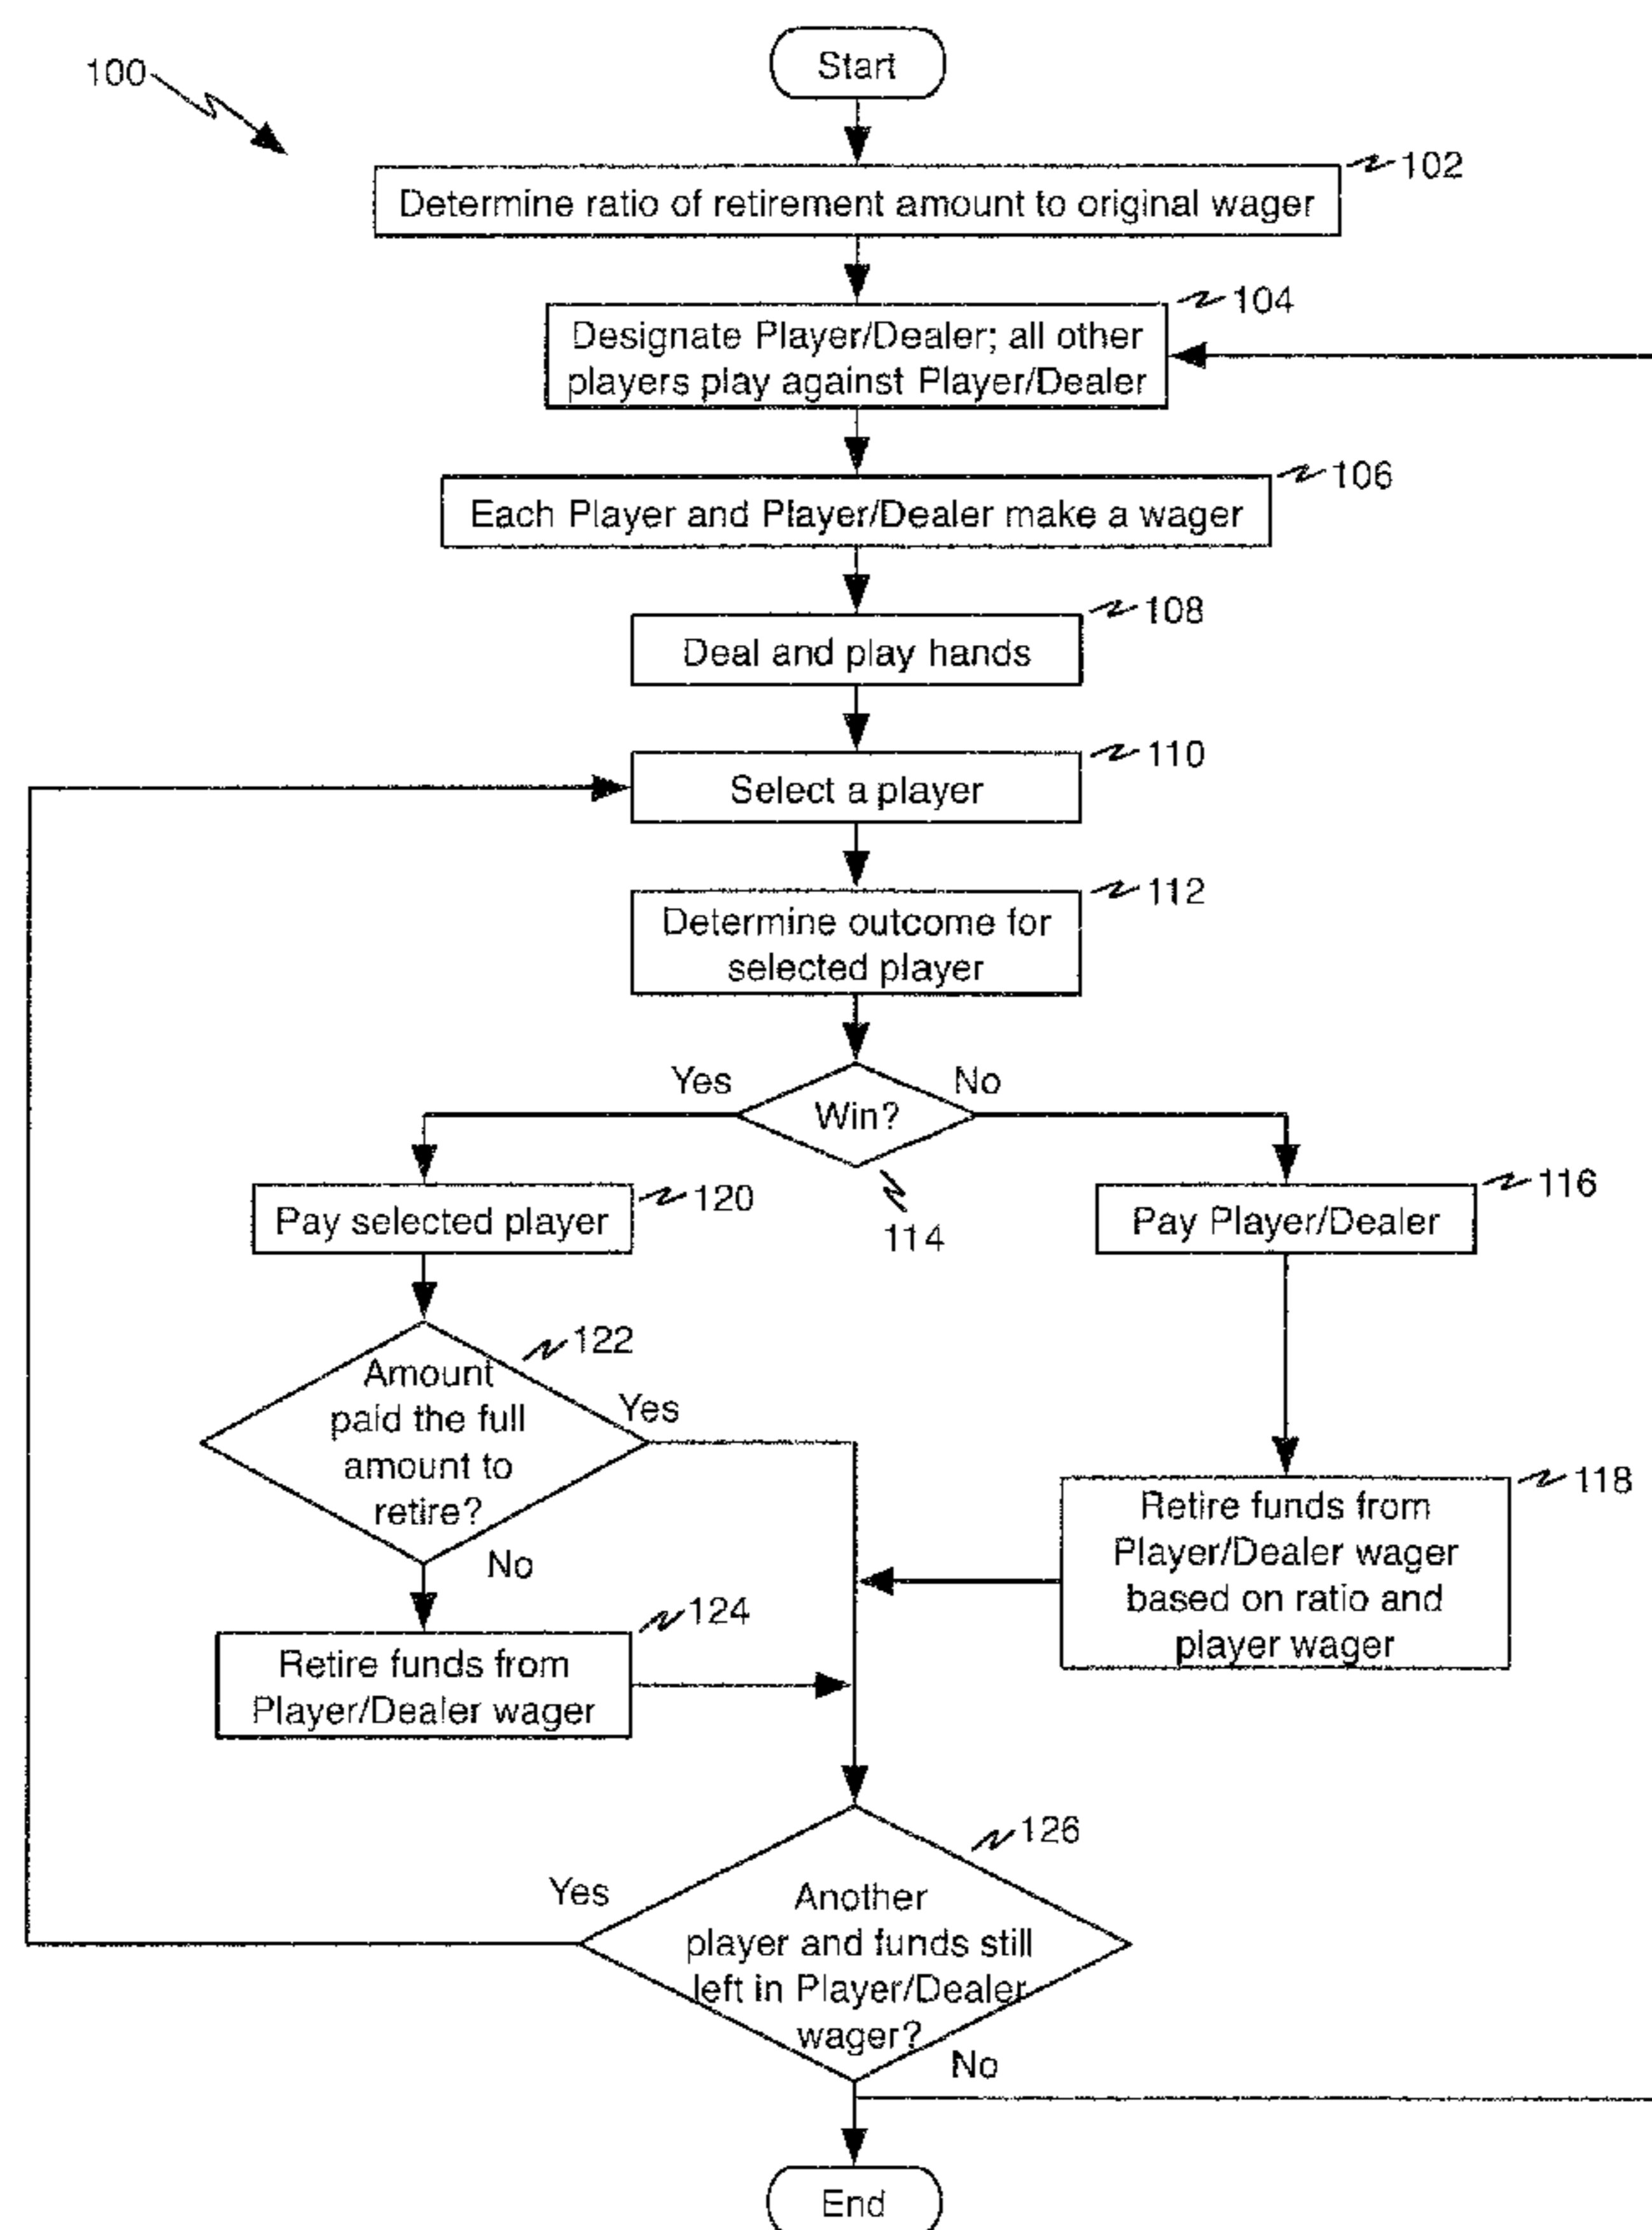 Start
100
102
Determine ratio of retirement amount to original wager
104
Designate Player/Dealer; all other
players play against Player/Dealer
106
Each Player and Player/Dealer make a wager
108
Deal and play hands
110
Select a player
112
Determine outcome for
selected player
Yes
No
Win?
114
120
Pay selected player
116
Pay Player/Dealer
122
Amount
paid the full
amount to
retire?
Yes
No
118
Retire funds from
Player/Dealer wager
based on ratio and
player wager
124
Retire funds from
Player/Dealer wager
126
Yes
Another
player and funds still
left in Player/Dealer
wager?
No
End